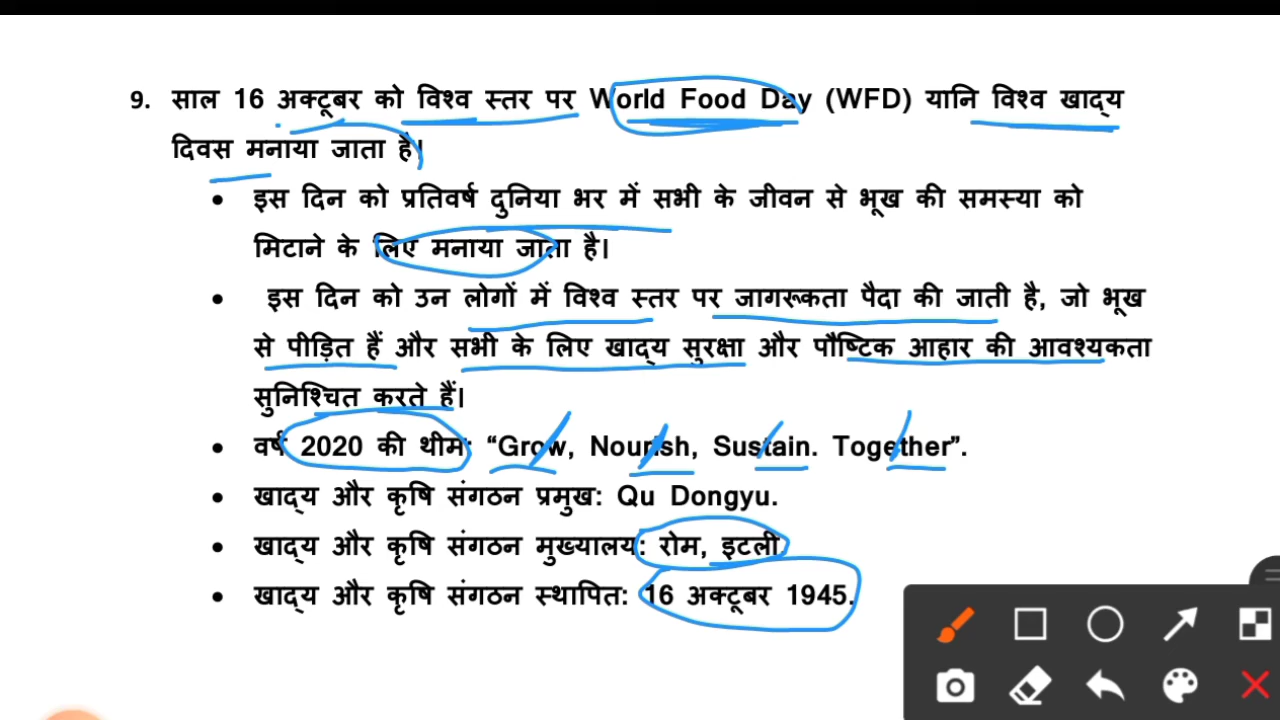 9. साल 16 अक्टूबर को विश्व स्तर पर World Food Day (WFD) यानि विश्व खाद्य
दिवस मनाया जाता है।
• इस दिन को प्रतिवर्ष दुनिया भर में सभी के जीवन से भूख की समस्या को
मिटाने के लिए मनाया जाता है।
• इस दिन को उन लोगों में विश्व स्तर पर जागरूकता पैदा की जाती है, जो भूख
से पीड़ित हैं और सभी के लिए खाद्य सुरक्षा और पौष्टिक आहार की आवश्यकता
सुनिश्चित करते हैं।
• वर्ष 2020 की थीम: “Grow, Nourish, Sustain. Together”.
• खाद्य और कृषि संगठन प्रमुख: Qu Dongyu.
• खाद्य और कृषि संगठन मुख्यालय: रोम, इटली
• खाद्य और कृषि संगठन स्थापित: 16 अक्टूबर 1945.